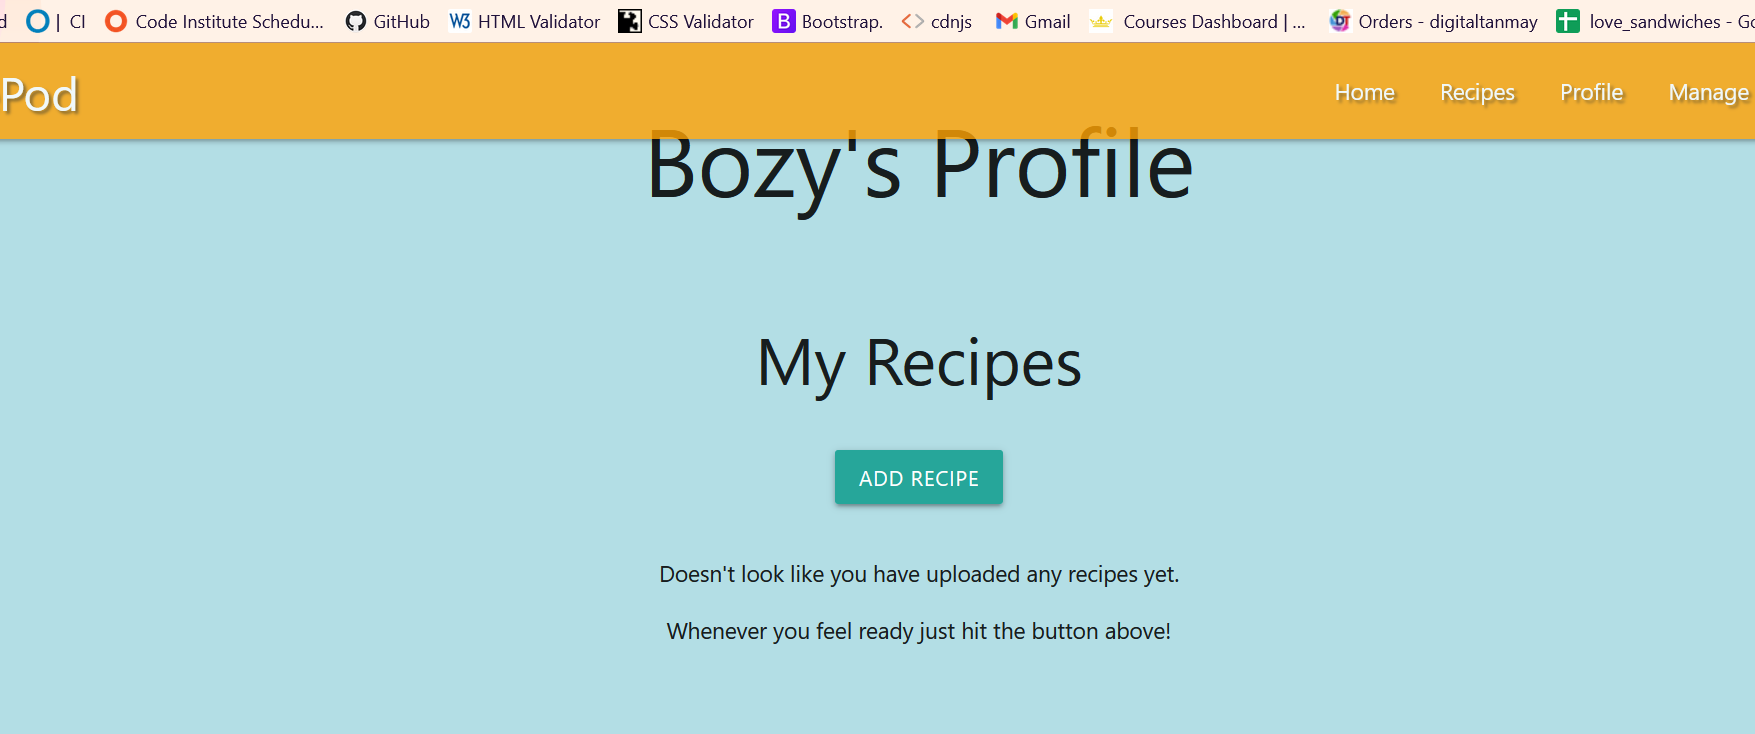 d | CI Code Institute Schedu... GitHub W3 HTML Validator CSS Validator B Bootstrap. cdnjs Gmail Courses Dashboard | ... DT Orders - digitaltanmay love_sandwiches - Go
Pod Home Recipes Profile Manage
Bozy's Profile
My Recipes
ADD RECIPE
Doesn't look like you have uploaded any recipes yet.
Whenever you feel ready just hit the button above!